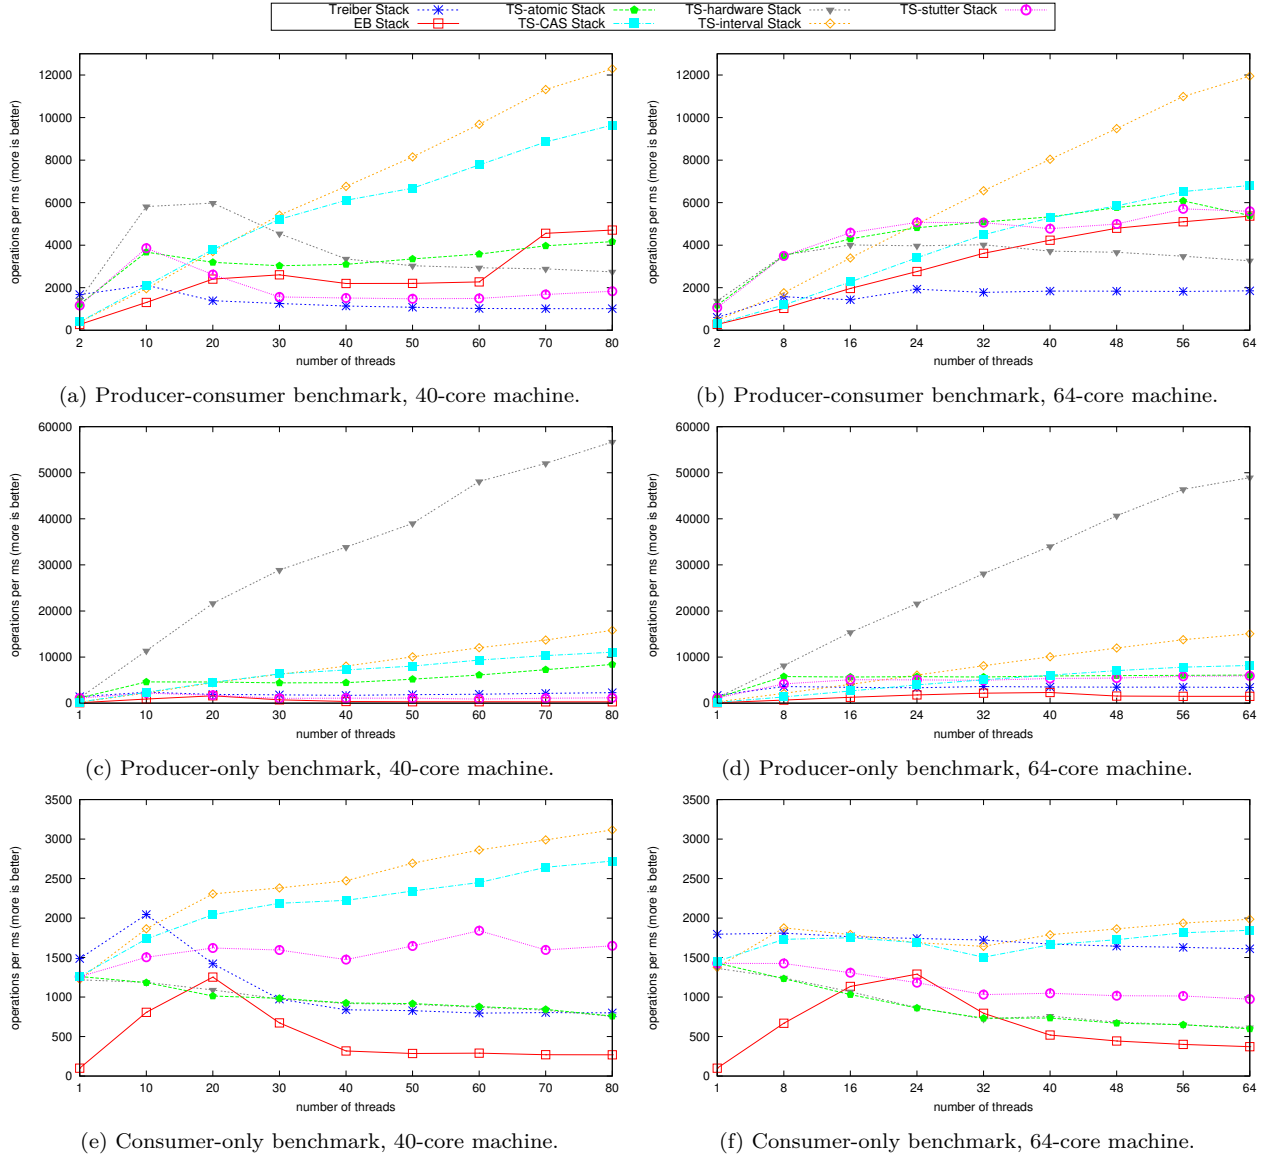 Treiber Stack TS-atomic Stack TS-hardware Stack TS-stutter Stack
EB Stack TS-CAS Stack TS-interval Stack
12000
10000
8000
6000
4000
2000
0
operations per ms (more is better)
2 10 20 30 40 50 60 70 80
number of threads
(a) Producer-consumer benchmark, 40-core machine.
12000
10000
8000
6000
4000
2000
0
operations per ms (more is better)
2 8 16 24 32 40 48 56 64
number of threads
(b) Producer-consumer benchmark, 64-core machine.
60000
50000
40000
30000
20000
10000
0
operations per ms (more is better)
1 10 20 30 40 50 60 70 80
number of threads
(c) Producer-only benchmark, 40-core machine.
60000
50000
40000
30000
20000
10000
0
operations per ms (more is better)
1 8 16 24 32 40 48 56 64
number of threads
(d) Producer-only benchmark, 64-core machine.
3500
3000
2500
2000
1500
1000
500
0
operations per ms (more is better)
1 10 20 30 40 50 60 70 80
number of threads
(e) Consumer-only benchmark, 40-core machine.
3500
3000
2500
2000
1500
1000
500
0
operations per ms (more is better)
1 8 16 24 32 40 48 56 64
number of threads
(f) Consumer-only benchmark, 64-core machine.